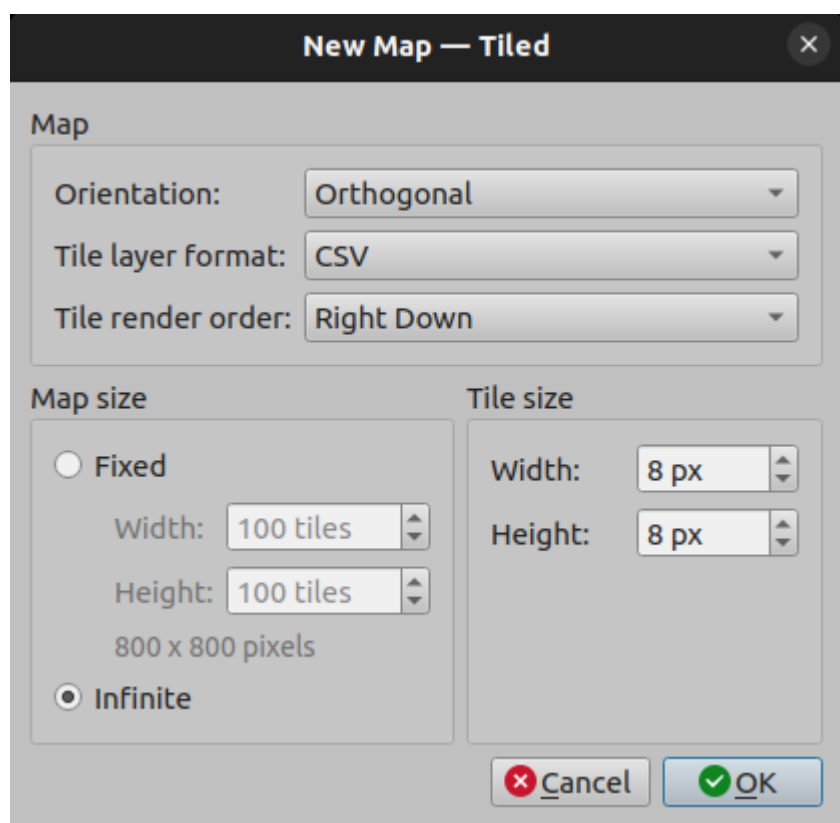 New Map — Tiled
Map
Orientation: Orthogonal
Tile layer format: CSV
Tile render order: Right Down
Map size
Fixed
Width: 100 tiles
Height: 100 tiles
800 x 800 pixels
Infinite
Tile size
Width: 8 px
Height: 8 px
Cancel
OK